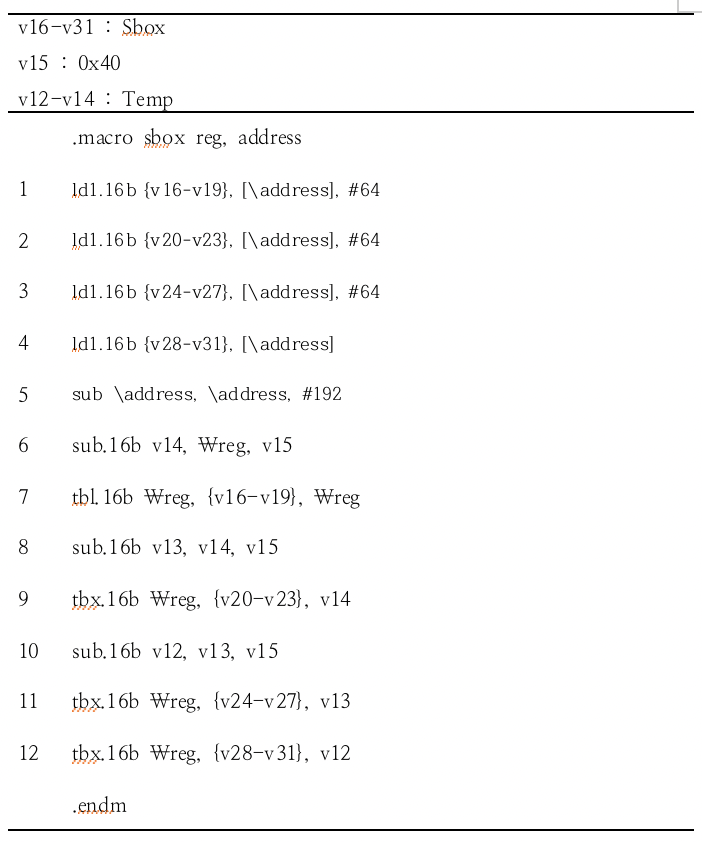 v16-v31 : Sbox
v15 : 0x40
v12-v14 : Temp
.macro sbox reg, address
1 ld1.16b {v16-v19}, [\address], #64
2 ld1.16b {v20-v23}, [\address], #64
3 ld1.16b {v24-v27}, [\address], #64
4 ld1.16b {v28-v31}, [\address]
5 sub \address, \address, #192
6 sub.16b v14, ₩reg, v15
7 tbl.16b ₩reg, {v16-v19}, ₩reg
8 sub.16b v13, v14, v15
9 tbx.16b ₩reg, {v20-v23}, v14
10 sub.16b v12, v13, v15
11 tbx.16b ₩reg, {v24-v27}, v13
12 tbx.16b ₩reg, {v28-v31}, v12
.endm